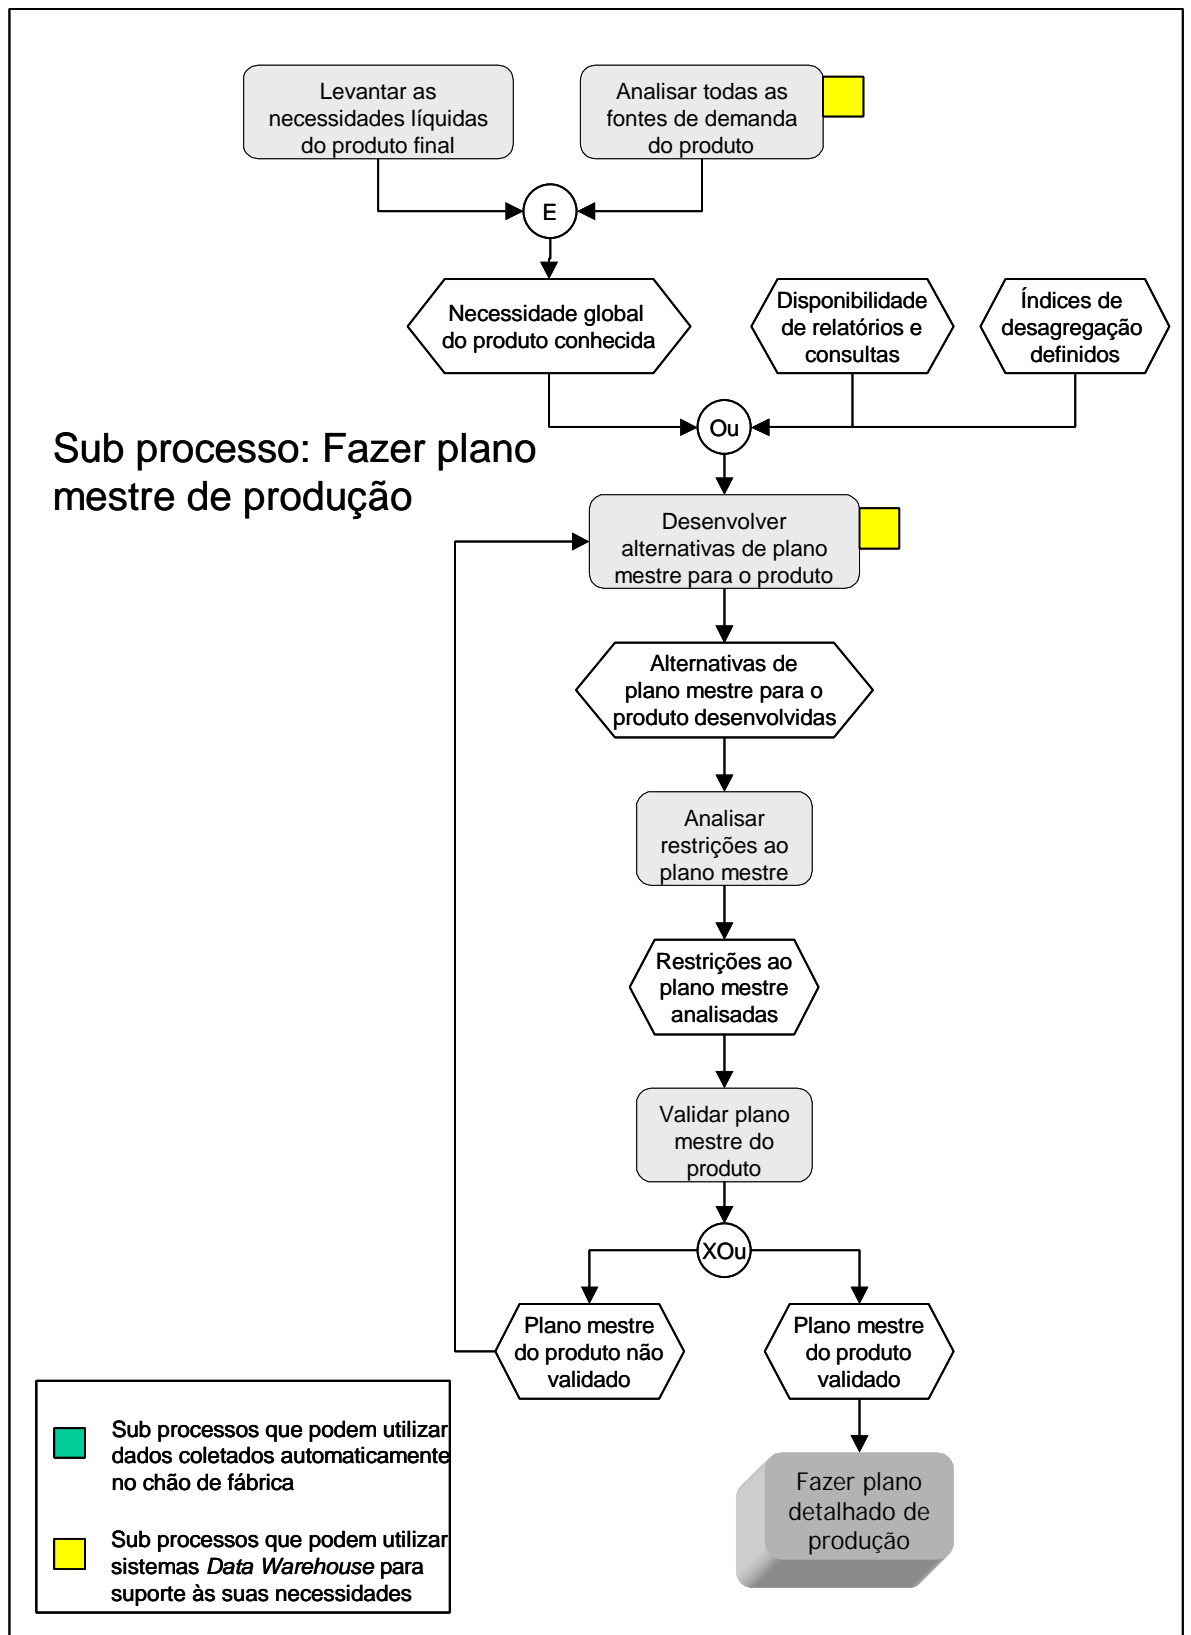 Levantar as
necessidades líquidas
do produto final
Analisar todas as
fontes de demanda
do produto
E
Necessidade global
do produto conhecida
Disponibilidade
de relatórios e
consultas
Índices de
desagregação
definidos
Ou
Sub processo: Fazer plano
mestre de produção
Desenvolver
alternativas de plano
mestre para o produto
Alternativas de
plano mestre para o
produto desenvolvidas
Analisar
restrições ao
plano mestre
Restrições ao
plano mestre
analisadas
Validar plano
mestre do
produto
XOu
Plano mestre
do produto não
validado
Plano mestre
do produto
validado
Fazer plano
detalhado de
produção
Sub processos que podem utilizar
dados coletados automaticamente
no chão de fábrica
Sub processos que podem utilizar
sistemas Data Warehouse para
suporte às suas necessidades